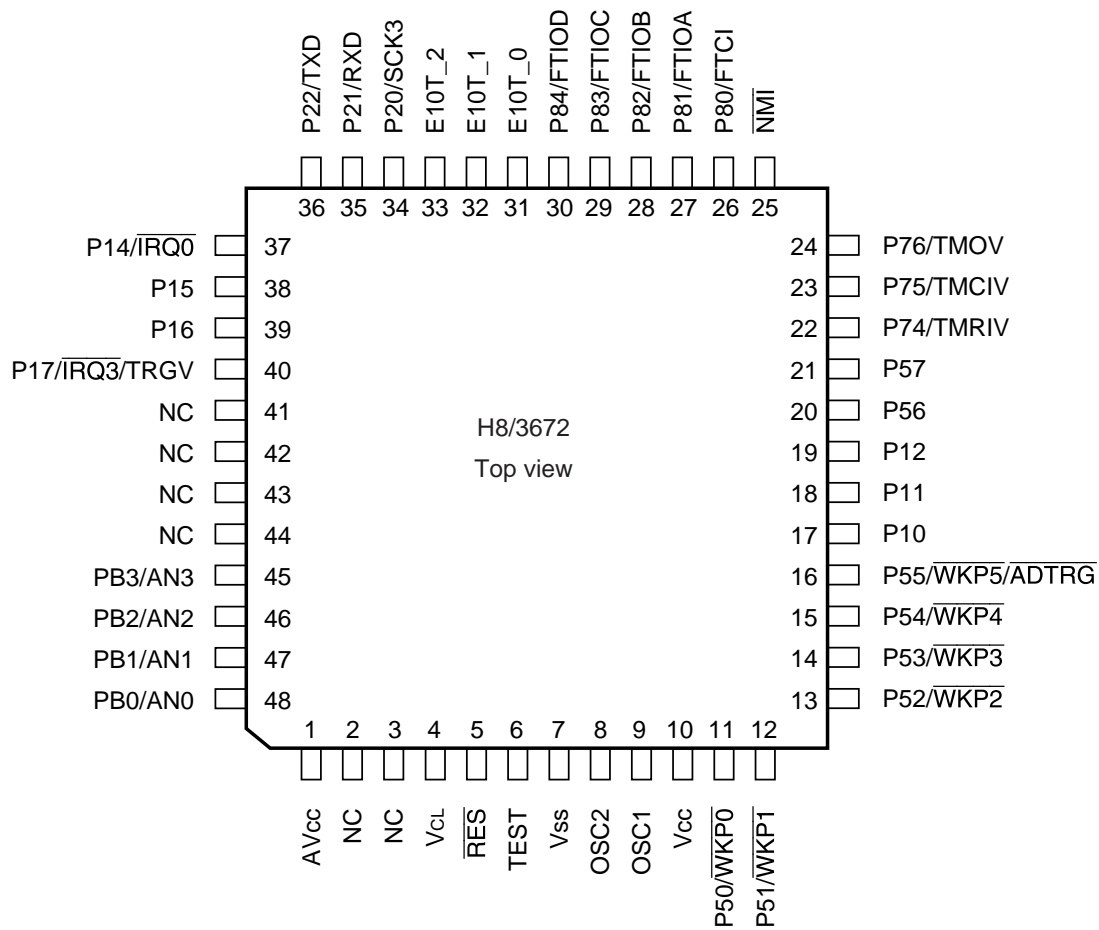 P22/TXD
P21/RXD
P20/SCK3
E10T_2
E10T_1
E10T_0
P84/FTIOD
P83/FTIOC
P82/FTIOB
P81/FTIOA
P80/FTCI
NMI
36 35 34 33 32 31 30 29 28 27 26 25
P14/IRQ0 37
P15 38
P16 39
P17/IRQ3/TRGV 40
NC 41
NC 42
NC 43
NC 44
PB3/AN3 45
PB2/AN2 46
PB1/AN1 47
PB0/AN0 48
H8/3672
Top view
24 P76/TMOV
23 P75/TMCIV
22 P74/TMRIV
21 P57
20 P56
19 P12
18 P11
17 P10
16 P55/WKP5/ADTRG
15 P54/WKP4
14 P53/WKP3
13 P52/WKP2
1 2 3 4 5 6 7 8 9 10 11 12
AVcc
NC
NC
VCL
RES
TEST
Vss
OSC2
OSC1
Vcc
P50/WKP0
P51/WKP1